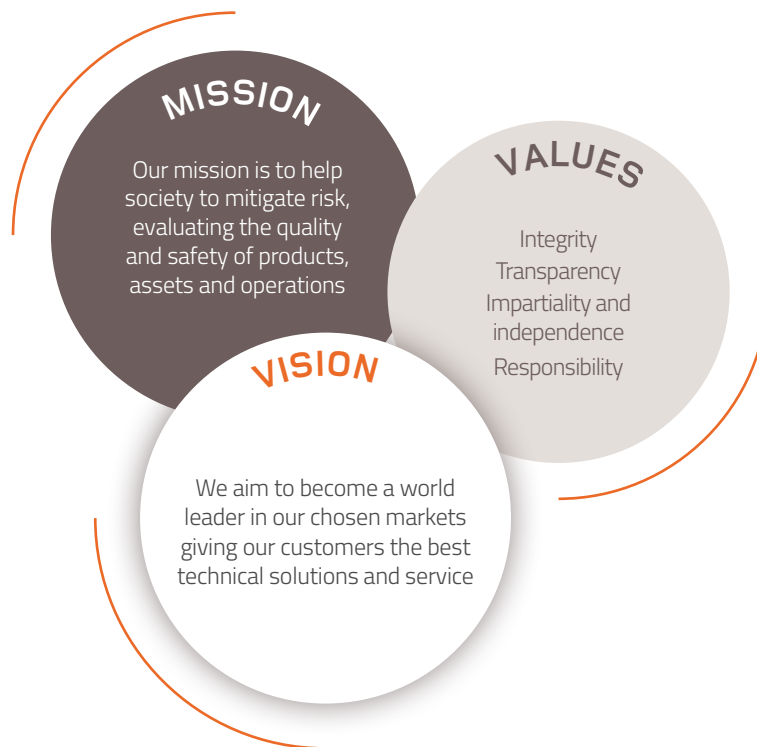 MISSION
Our mission is to help
society to mitigate risk,
evaluating the quality
and safety of products,
assets and operations
VALUES
Integrity
Transparency
Impartiality and
independence
Responsibility
VISION
We aim to become a world
leader in our chosen markets
giving our customers the best
technical solutions and service